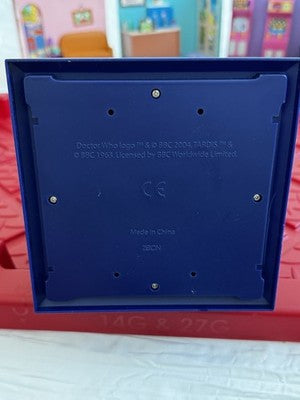 Doctor Who logo ™ & © BBC 2004. TARDIS ™ &
© BBC 1963. Licensed by BBC Worldwide Limited.
CE
Made in China
2BCN
14G & 27G